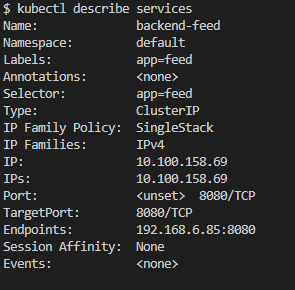 $ kubectl describe services
Name:              backend-feed
Namespace:         default
Labels:            app=feed
Annotations:       <none>
Selector:          app=feed
Type:              ClusterIP
IP Family Policy:  SingleStack
IP Families:       IPv4
IP:                10.100.158.69
IPs:               10.100.158.69
Port:              <unset>  8080/TCP
TargetPort:        8080/TCP
Endpoints:         192.168.6.85:8080
Session Affinity:  None
Events:            <none>